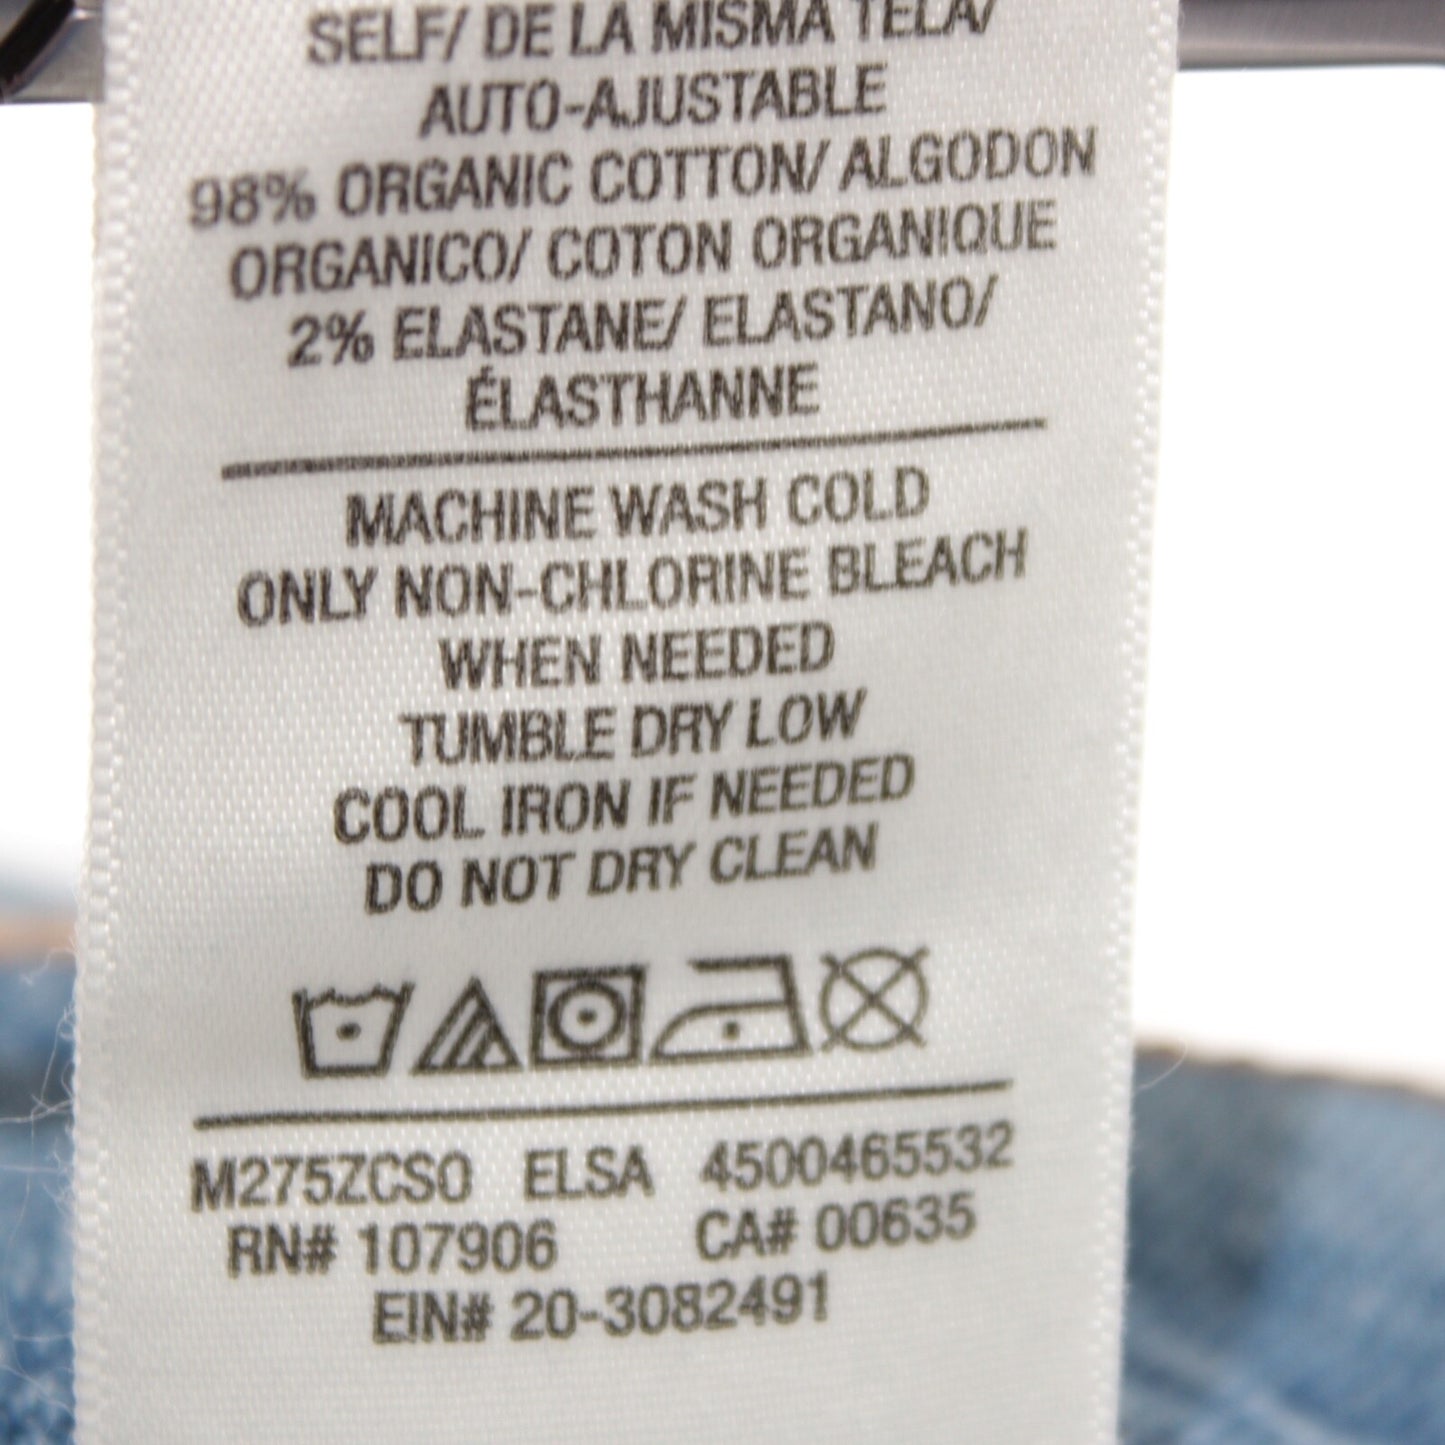 SELF/ DE LA MISMA TELA/
AUTO-AJUSTABLE
98% ORGANIC COTTON/ ALGODON
ORGANICO/ COTON ORGANIQUE
2% ELASTANE/ ELASTANO/
ÉLASTHANNE
MACHINE WASH COLD
ONLY NON-CHLORINE BLEACH
WHEN NEEDED
TUMBLE DRY LOW
COOL IRON IF NEEDED
DO NOT DRY CLEAN
M275ZCSO ELSA 4500465532
RN# 107906 CA# 00635
EIN# 20-3082491